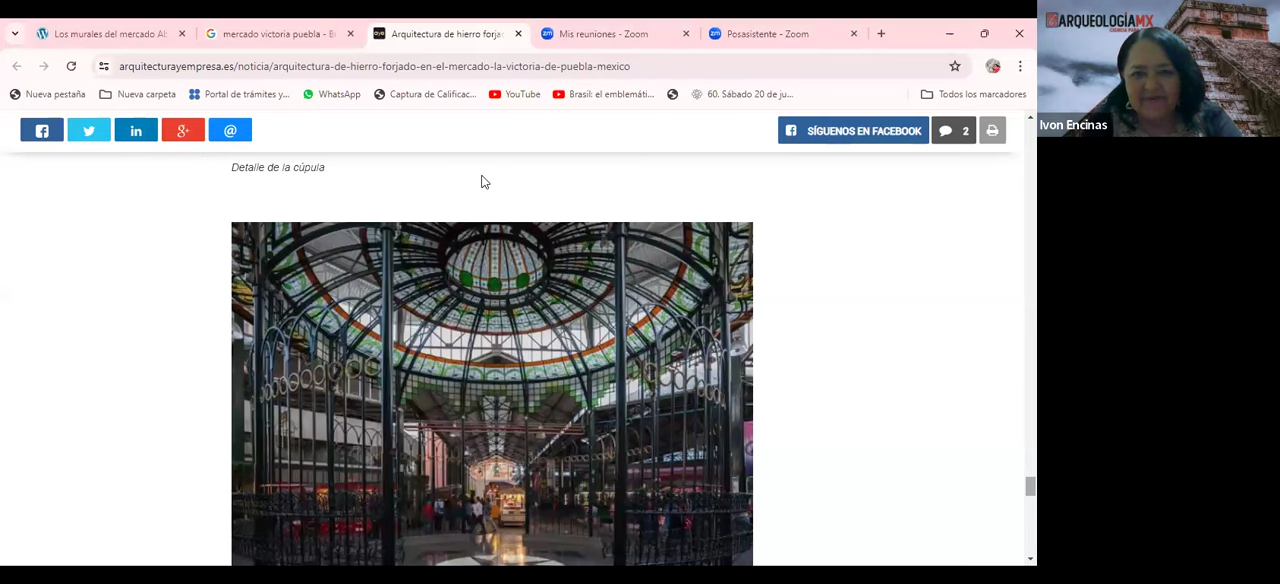 Los murales del mercado Ab
mercado victoria puebla - B
Arquitectura de hierro forja
Mis reuniones - Zoom
Posasistente - Zoom
arquitecturayempresa.es/noticia/arquitectura-de-hierro-forjado-en-el-mercado-la-victoria-de-puebla-mexico
Nueva pestaña
Nueva carpeta
Portal de trámites y...
WhatsApp
Captura de Calificac...
YouTube
Brasil: el emblemáti...
60. Sábado 20 de ju...
Todos los marcadores
SÍGUENOS EN FACEBOOK
2
Detalle de la cúpula
ARQUEOLOGÍAMX
Ivon Encinas